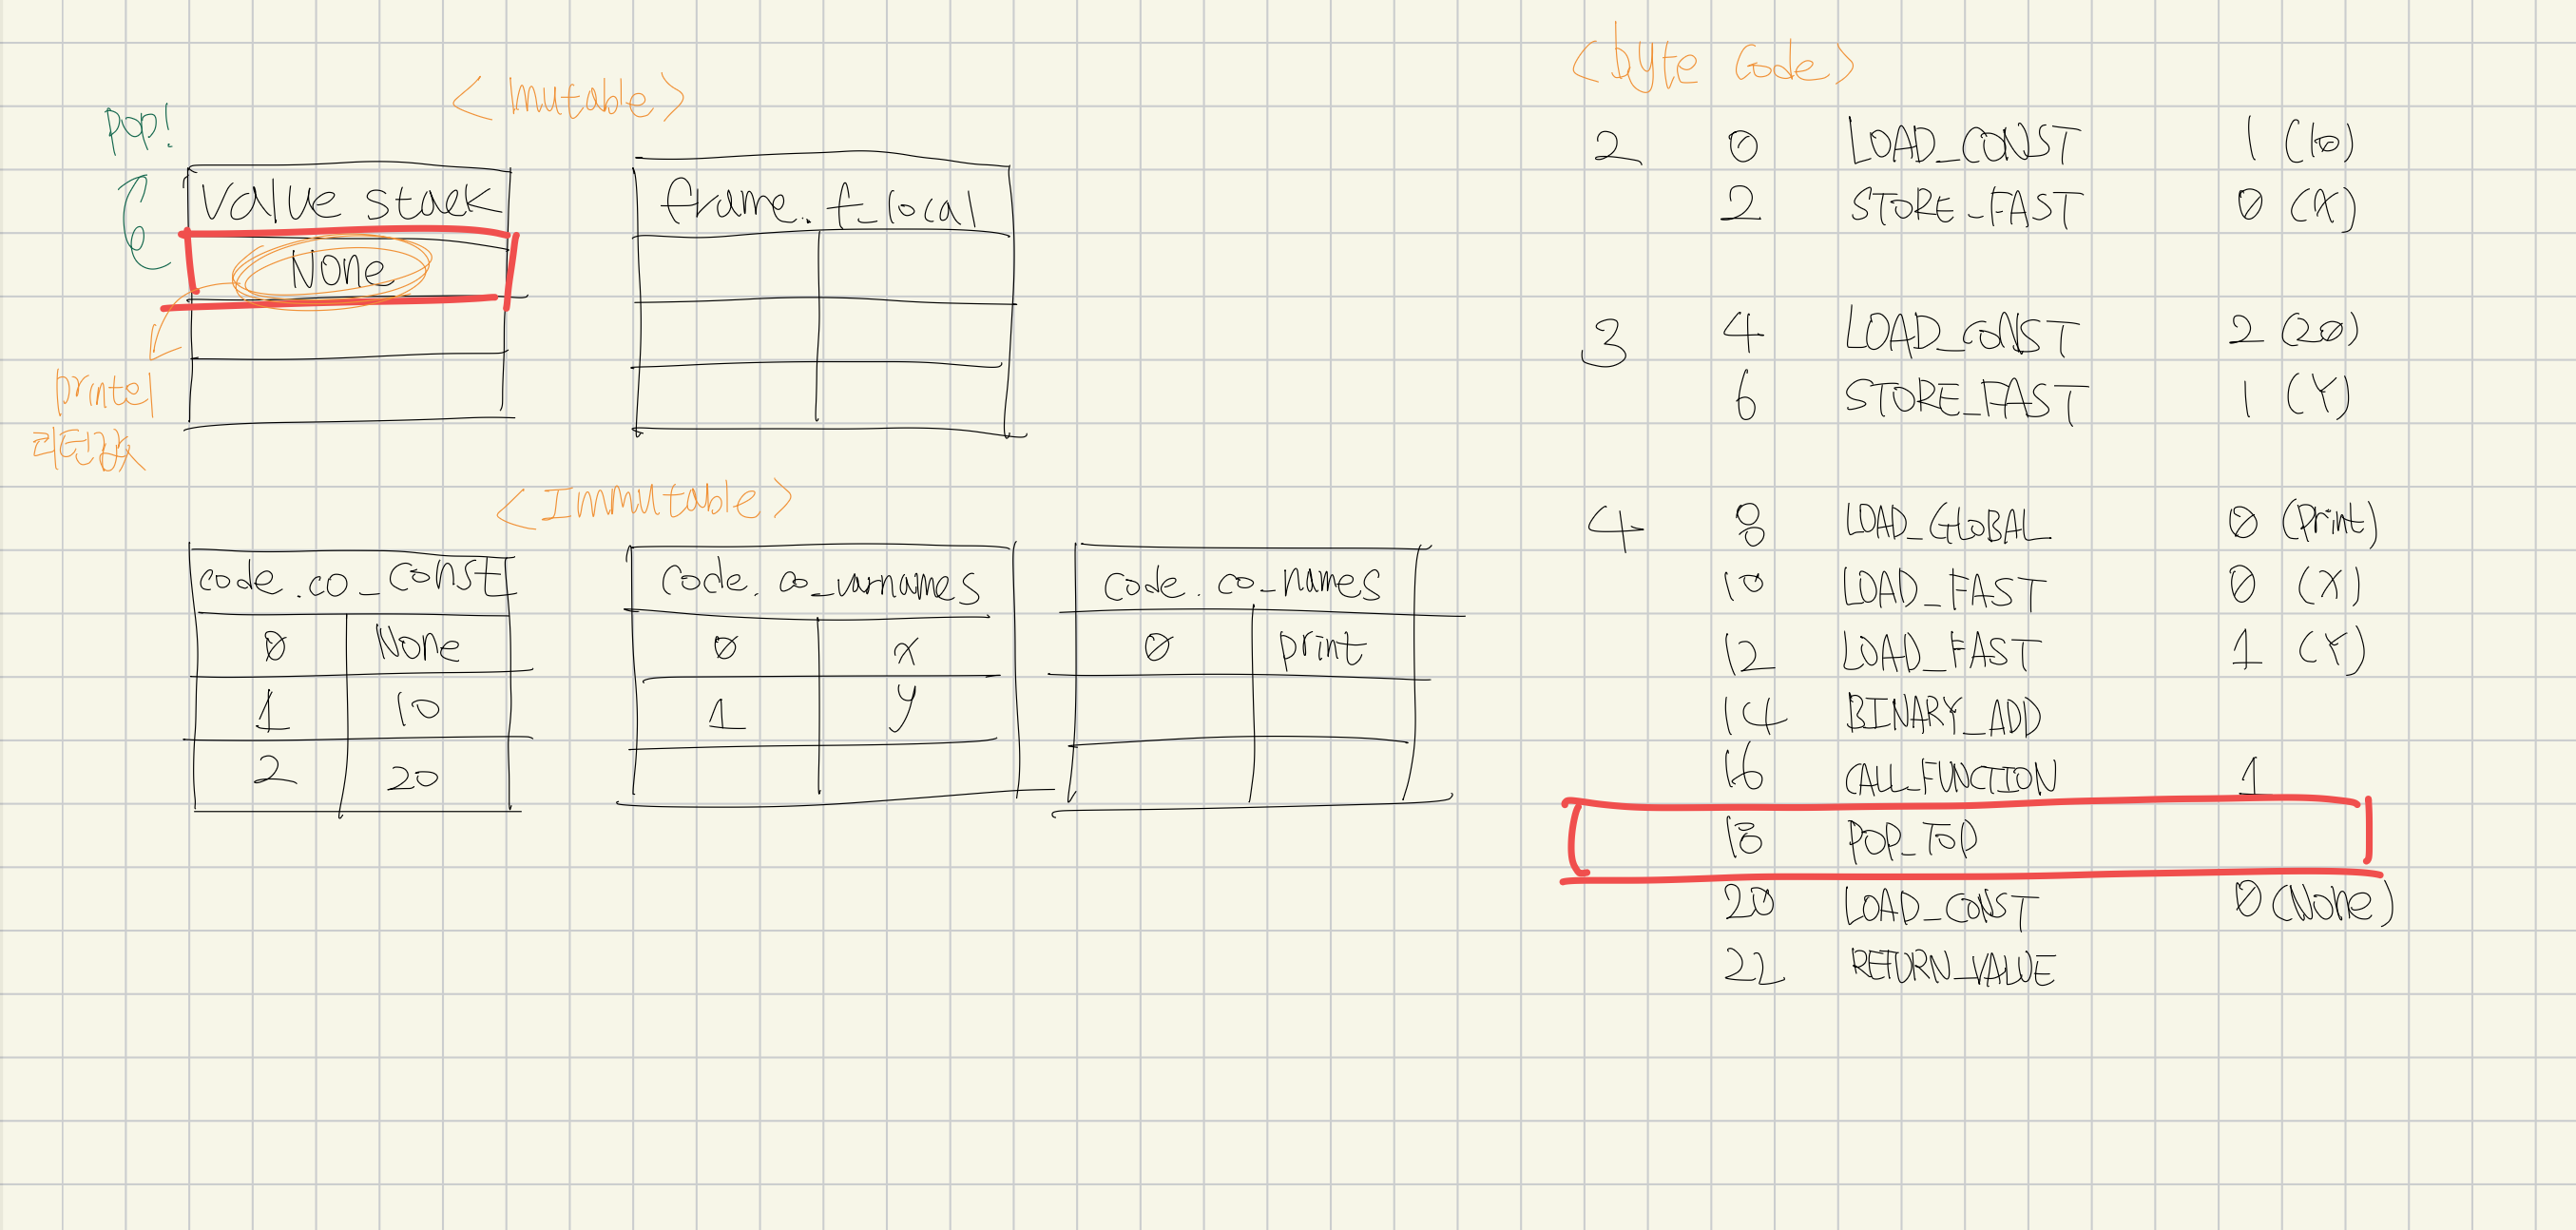 <Mutable>
POP!
Value stack
None
print의
리턴값
frame.f_local
<Immutable>
code.co_const
0 None
1 10
2 20
code.co_varnames
0 x
1 y
code.co_names
0 print
<byte Code>
2 0 LOAD_CONST 1 (10)
2 STORE_FAST 0 (X)
3 4 LOAD_CONST 2 (20)
6 STORE_FAST 1 (Y)
4 8 LOAD_GLOBAL 0 (Print)
10 LOAD_FAST 0 (X)
12 LOAD_FAST 1 (Y)
14 BINARY_ADD
16 CALL_FUNCTION 1
18 POP_TOP
20 LOAD_CONST 0 (None)
22 RETURN_VALUE